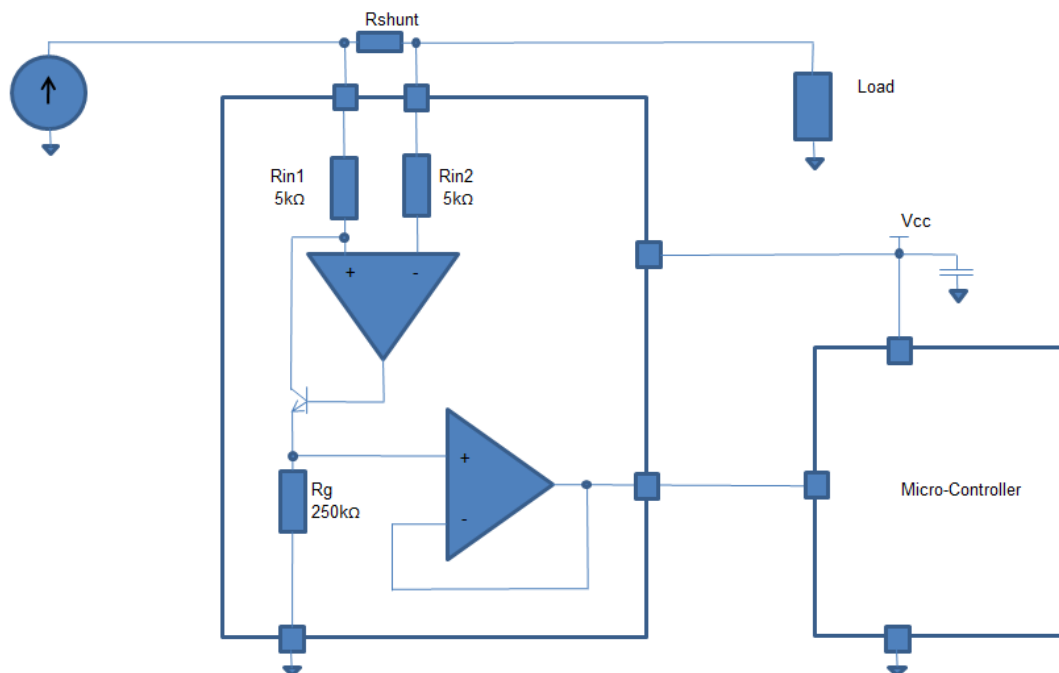 Rshunt
Load
Rin1
5kΩ
Rin2
5kΩ
Vcc
+
-
+
-
Rg
250kΩ
Micro-Controller